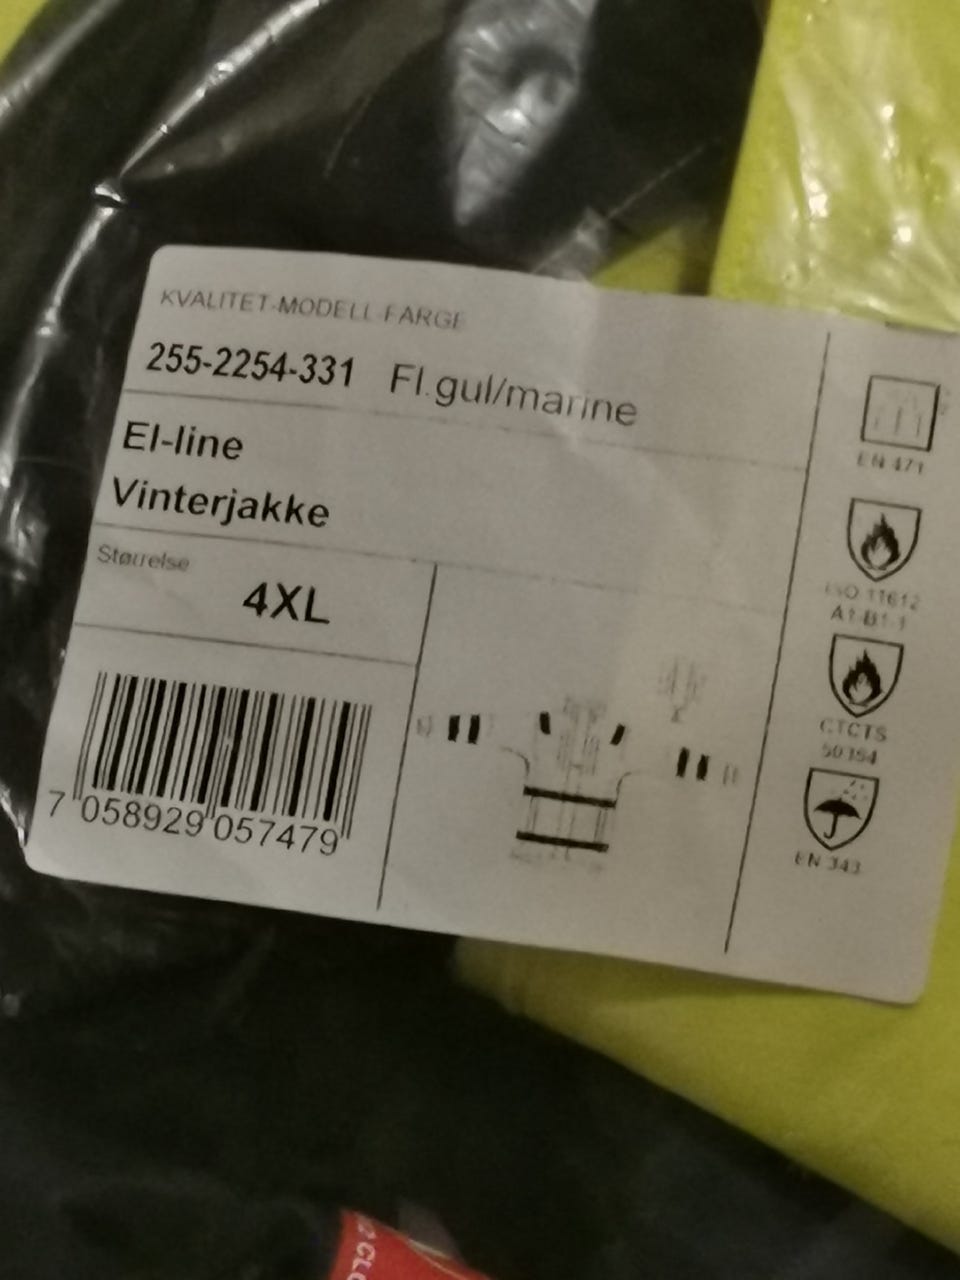 KVALITET-MODELL-FARGE
255-2254-331 Fl.gul/marine
El-line
Vinterjakke
Størrelse
4XL
7 058929 057479
EN 471
ISO 11612
A1-B1-1
CTCTS
50354
EN 343